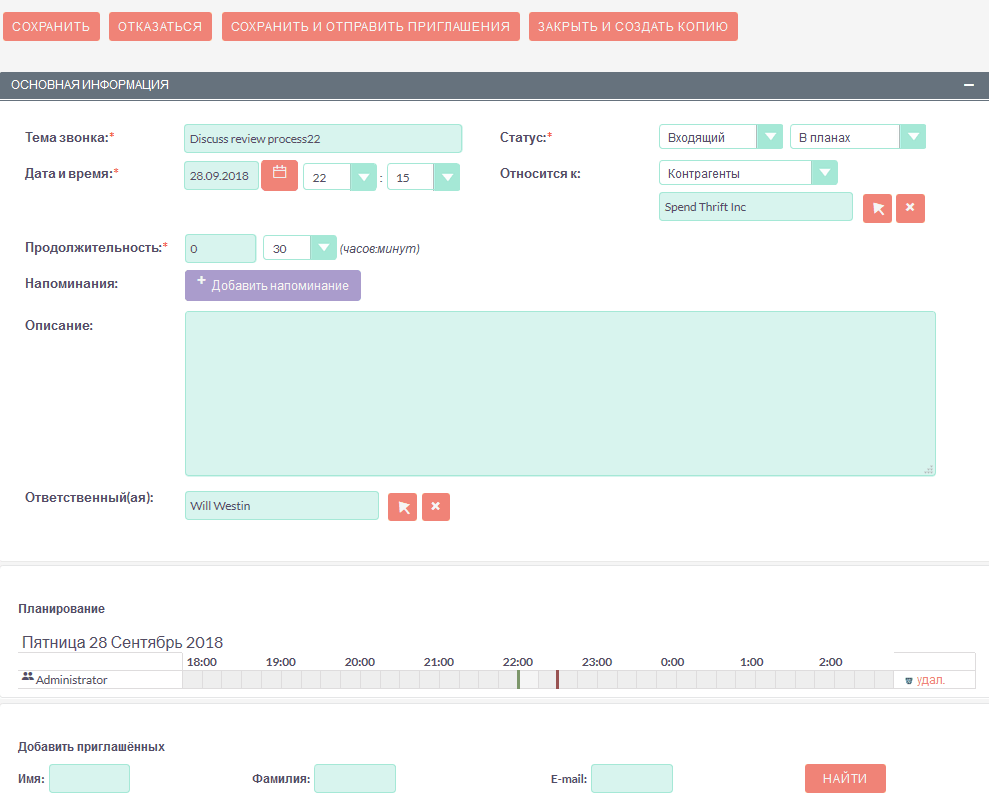 СОХРАНИТЬ ОТКАЗАТЬСЯ СОХРАНИТЬ И ОТПРАВИТЬ ПРИГЛАШЕНИЯ ЗАКРЫТЬ И СОЗДАТЬ КОПИЮ
ОСНОВНАЯ ИНФОРМАЦИЯ
Тема звонка:* Discuss review process22 Статус:* Входящий В планах
Дата и время:* 28.09.2018 22 : 15 Относится к: Контрагенты
Spend Thrift Inc
Продолжительность:* 0 30 (часов:минут)
Напоминания: + Добавить напоминание
Описание:
Ответственный(ая): Will Westin
Планирование
Пятница 28 Сентябрь 2018
18:00 19:00 20:00 21:00 22:00 23:00 0:00 1:00 2:00
Administrator удал.
Добавить приглашённых
Имя: Фамилия: E-mail: НАЙТИ